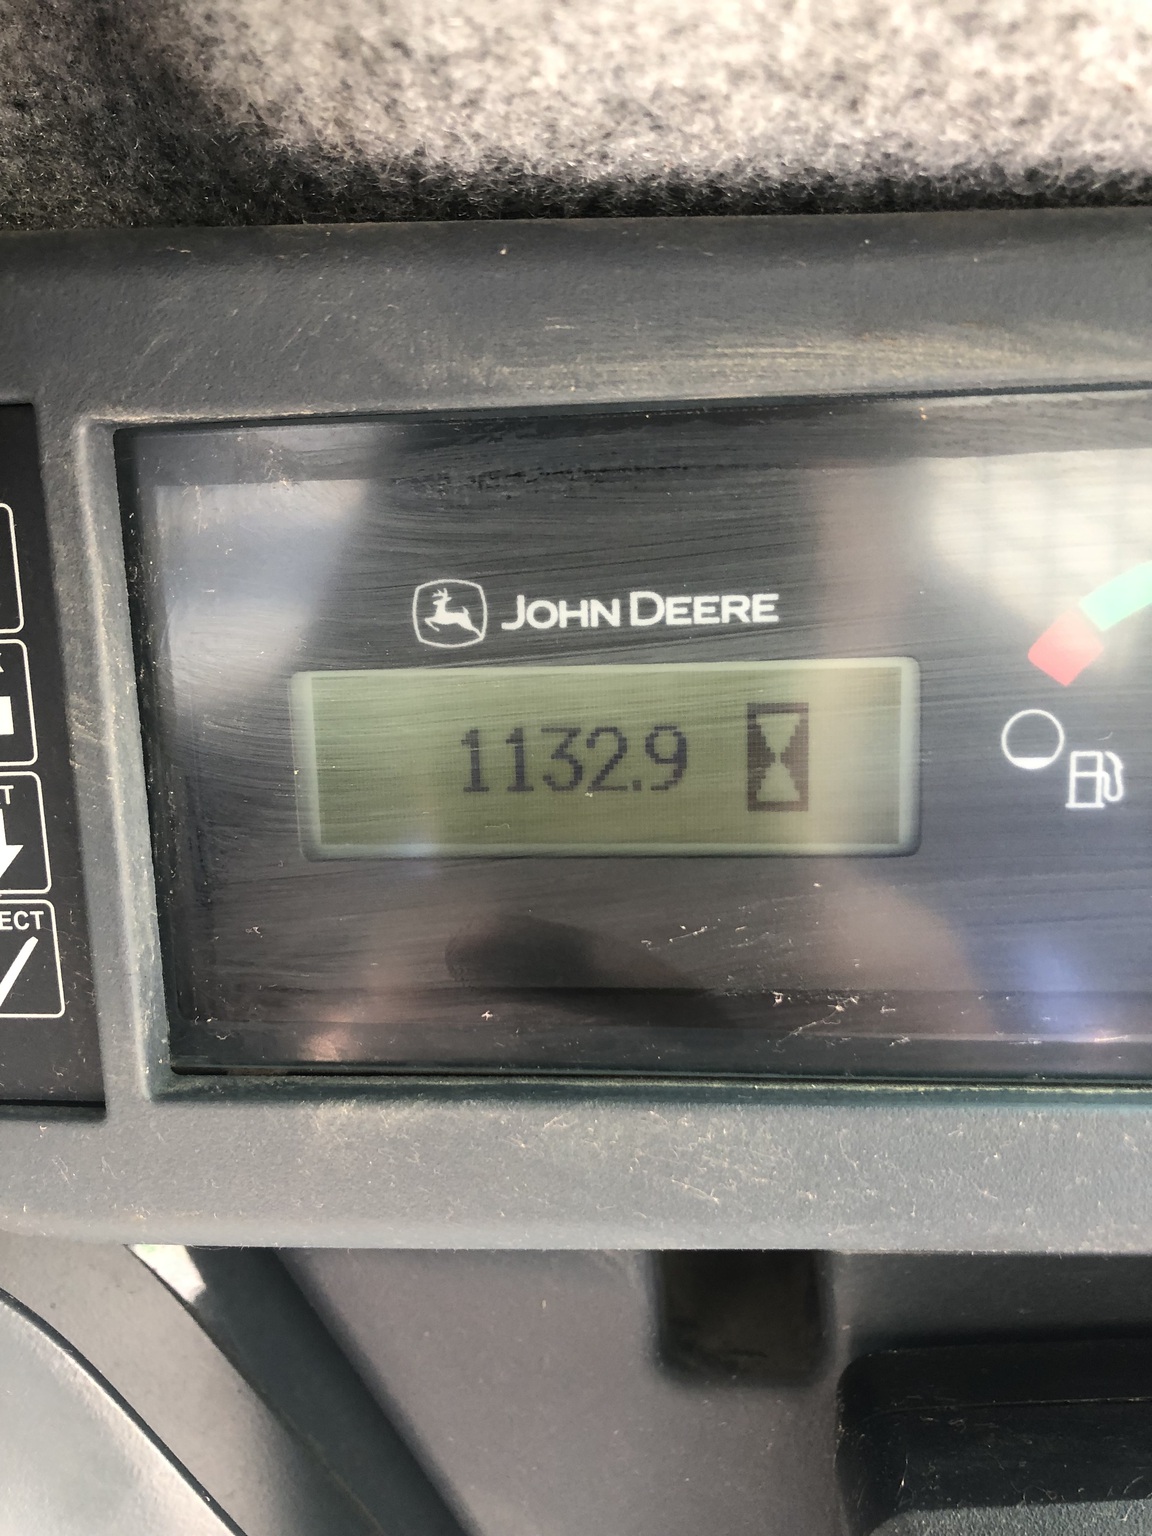 JOHN DEERE
1132.9
T
ECT